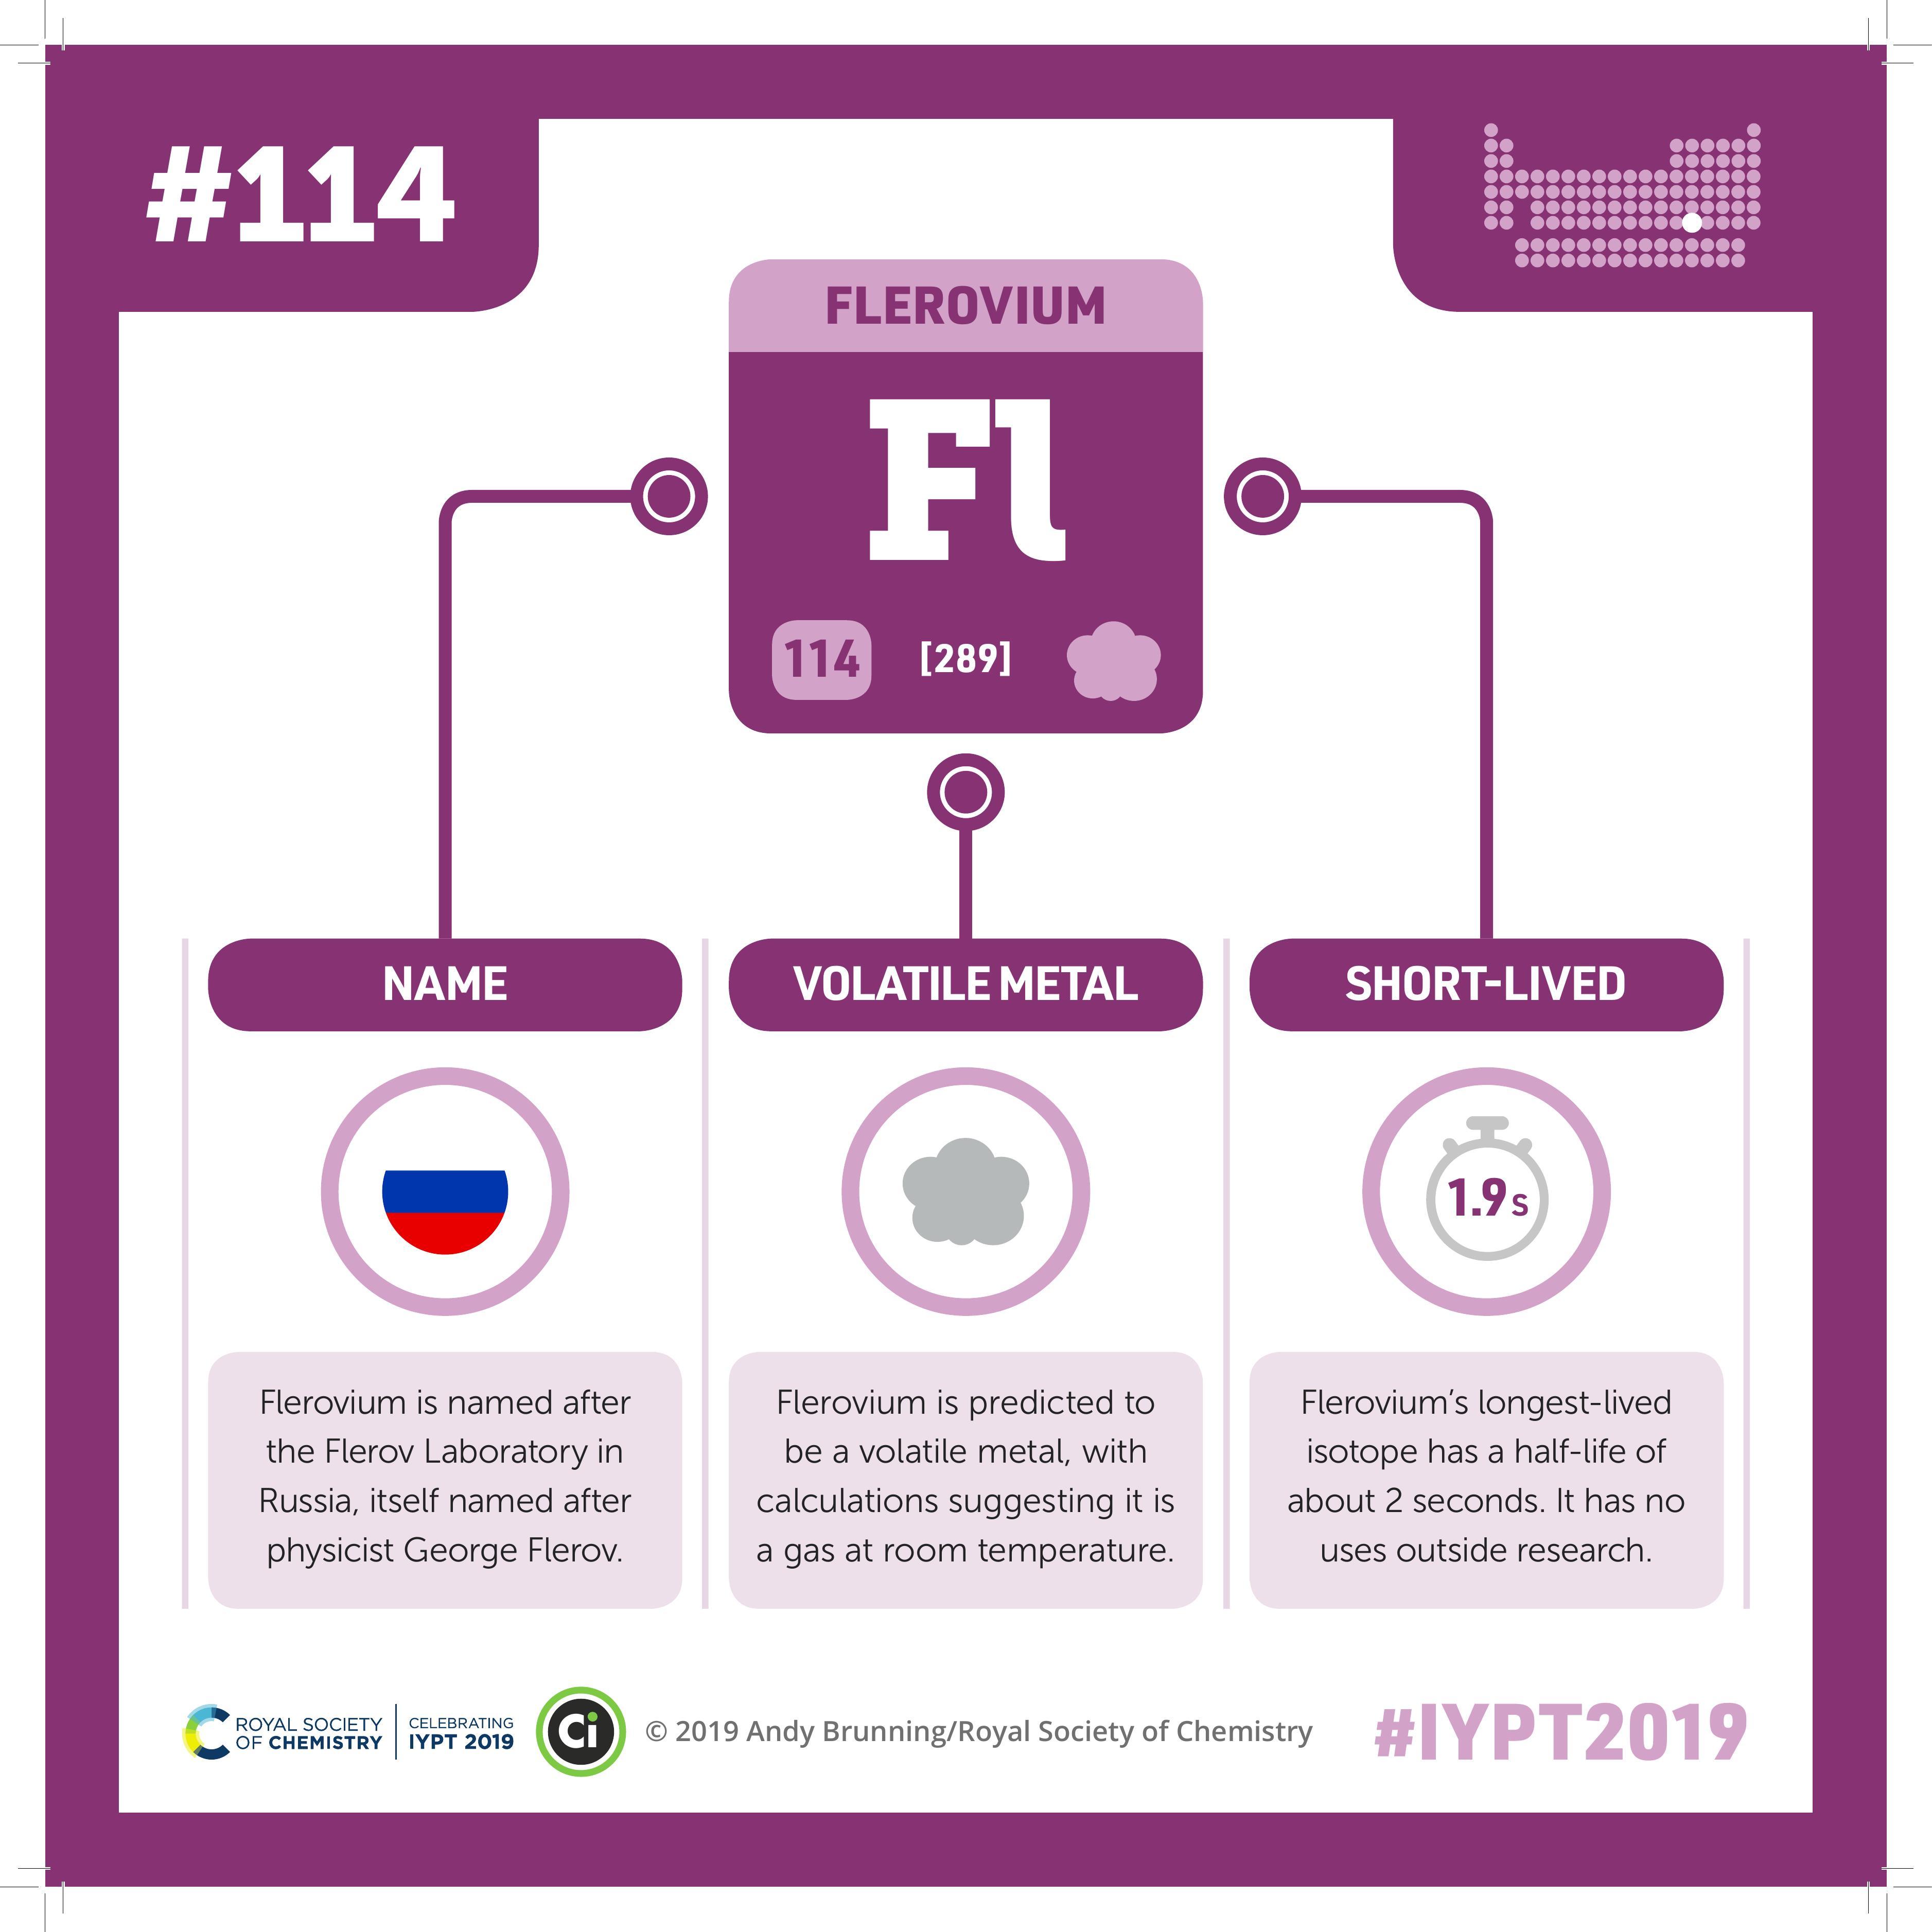 #114
FLEROVIUM
Fl
114 [289]
NAME
VOLATILE METAL
SHORT-LIVED
1.9 s
Flerovium is named after
the Flerov Laboratory in
Russia, itself named after
physicist George Flerov.
Flerovium is predicted to
be a volatile metal, with
calculations suggesting it is
a gas at room temperature.
Flerovium’s longest-lived
isotope has a half-life of
about 2 seconds. It has no
uses outside research.
ROYAL SOCIETY
OF CHEMISTRY
CELEBRATING
IYPT 2019
Ci
© 2019 Andy Brunning/Royal Society of Chemistry
#IYPT2019